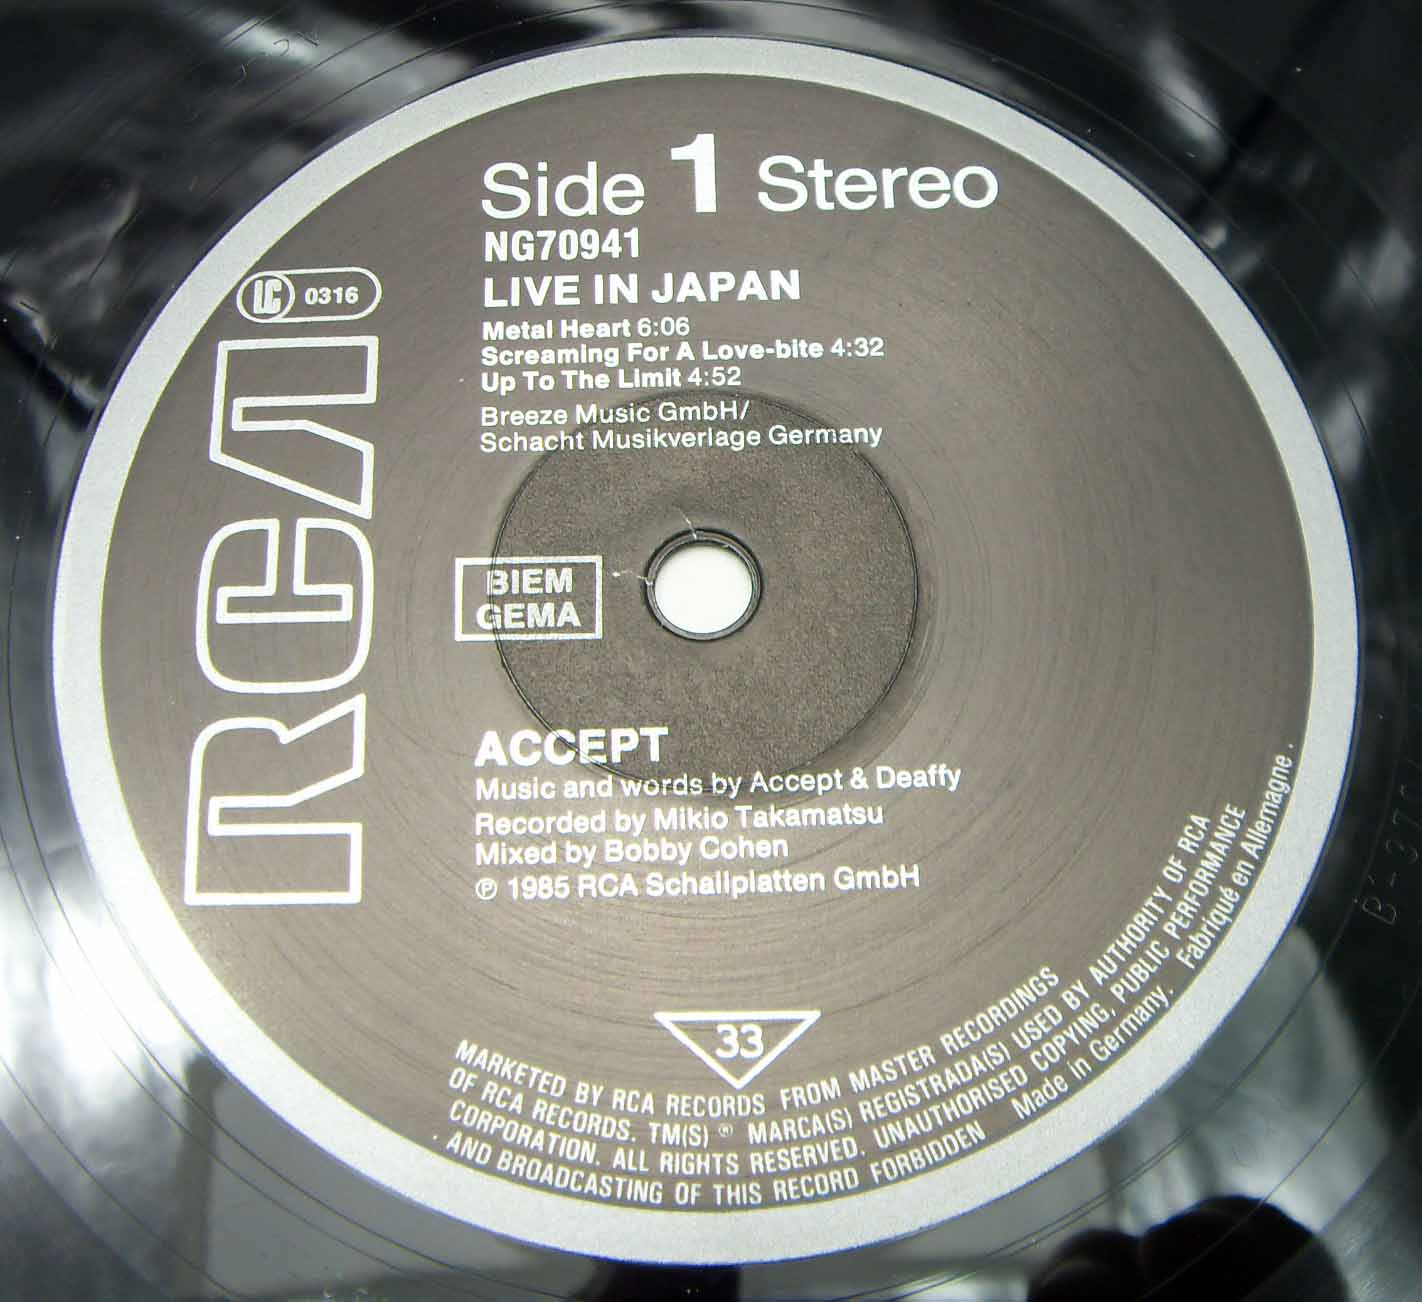 Side 1 Stereo
NG70941
LIVE IN JAPAN
LC 0316
Metal Heart 6:06
Screaming For A Love-bite 4:32
Up To The Limit 4:52
Breeze Music GmbH/
Schacht Musikverlage Germany
RCA
BIEM
GEMA
ACCEPT
Music and words by Accept & Deaffy
Recorded by Mikio Takamatsu
Mixed by Bobby Cohen
℗ 1985 RCA Schallplatten GmbH
33
MARKETED BY RCA RECORDS FROM MASTER RECORDINGS
OF RCA RECORDS. TM(S) ® MARCA(S) REGISTRADA(S) USED BY AUTHORITY OF RCA
CORPORATION. ALL RIGHTS RESERVED. UNAUTHORISED COPYING, PUBLIC PERFORMANCE
AND BROADCASTING OF THIS RECORD FORBIDDEN Made in Germany. Fabriqué en Allemagne.